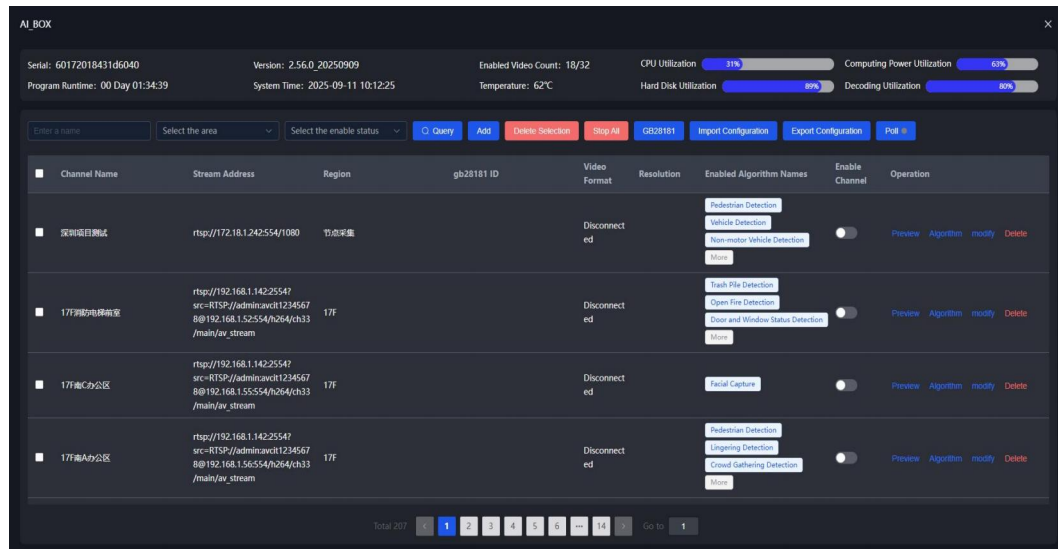 AI_BOX
Serial: 60172018431d6040 Version: 2.56.0_20250909 Enabled Video Count: 18/32 CPU Utilization 31% Computing Power Utilization 63%
Program Runtime: 00 Day 01:34:39 System Time: 2025-09-11 10:12:25 Temperature: 62℃ Hard Disk Utilization 89% Decoding Utilization 80%
Enter a name Select the area Select the enable status Query Add Delete Selection Stop All GB28181 Import Configuration Export Configuration Poll
Channel Name Stream Address Region gb28181 ID Video Format Resolution Enabled Algorithm Names Enable Channel Operation
深圳项目测试 rtsp://172.18.1.242:554/1080 节点采集 Disconnect
ed
Pedestrian Detection
Vehicle Detection
Non-motor Vehicle Detection
More
Preview Algorithm modify Delete
17F消防电梯前室
rtsp://192.168.1.142:2554?
src=RTSP://admin:avcit1234567
8@192.168.1.52:554/h264/ch33
/main/av_stream
17F
Disconnect
ed
Trash Pile Detection
Open Fire Detection
Door and Window Status Detection
More
Preview Algorithm modify Delete
17F南C办公区
rtsp://192.168.1.142:2554?
src=RTSP://admin:avcit1234567
8@192.168.1.55:554/h264/ch33
/main/av_stream
17F
Disconnect
ed
Facial Capture
Preview Algorithm modify Delete
17F南A办公区
rtsp://192.168.1.142:2554?
src=RTSP://admin:avcit1234567
8@192.168.1.56:554/h264/ch33
/main/av_stream
17F
Disconnect
ed
Pedestrian Detection
Lingering Detection
Crowd Gathering Detection
More
Preview Algorithm modify Delete
Total 207 1 2 3 4 5 6 ••• 14 Go to 1